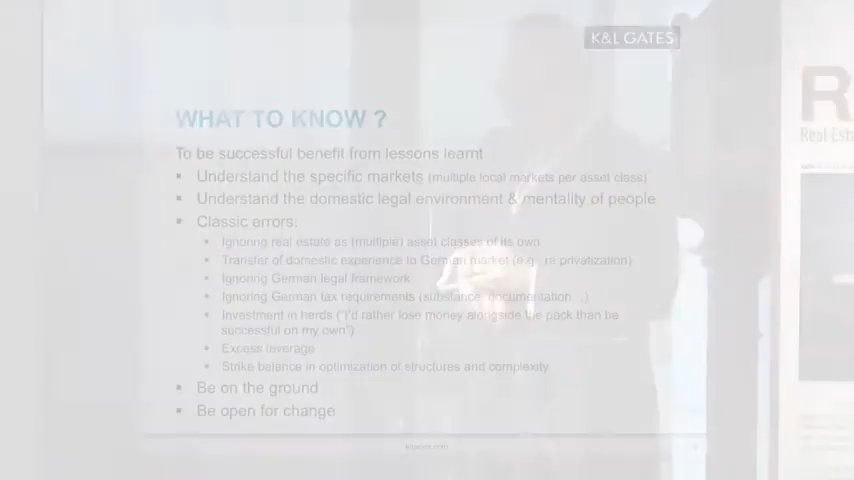 K&L GATES
WHAT TO KNOW ?
To be successful benefit from lessons learnt
▪ Understand the specific markets (multiple local markets per asset class)
▪ Understand the domestic legal environment & mentality of people
▪ Classic errors:
▪ Ignoring real estate as (multiple) asset classes of its own
▪ Transfer of domestic experience to German market (e.g. re privatization)
▪ Ignoring German legal framework
▪ Ignoring German tax requirements (substance, documentation ...)
▪ Investment in herds ("I'd rather lose money alongside the pack than be
successful on my own")
▪ Excess leverage
▪ Strike balance in optimization of structures and complexity
▪ Be on the ground
▪ Be open for change
R
Real Est